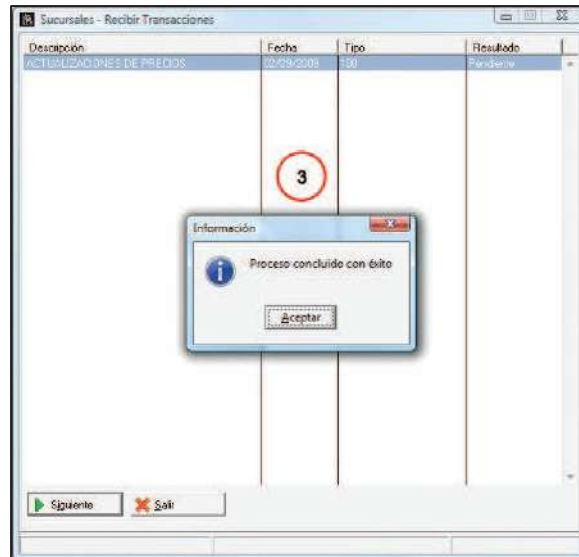 Sucursales - Recibir Transacciones
Descripción Fecha Tipo Resultado
ACTUALIZACIONES DE PRECIOS 02/09/2009 100 Pendiente
3
Información
Proceso concluido con éxito
Aceptar
Siguiente Salir